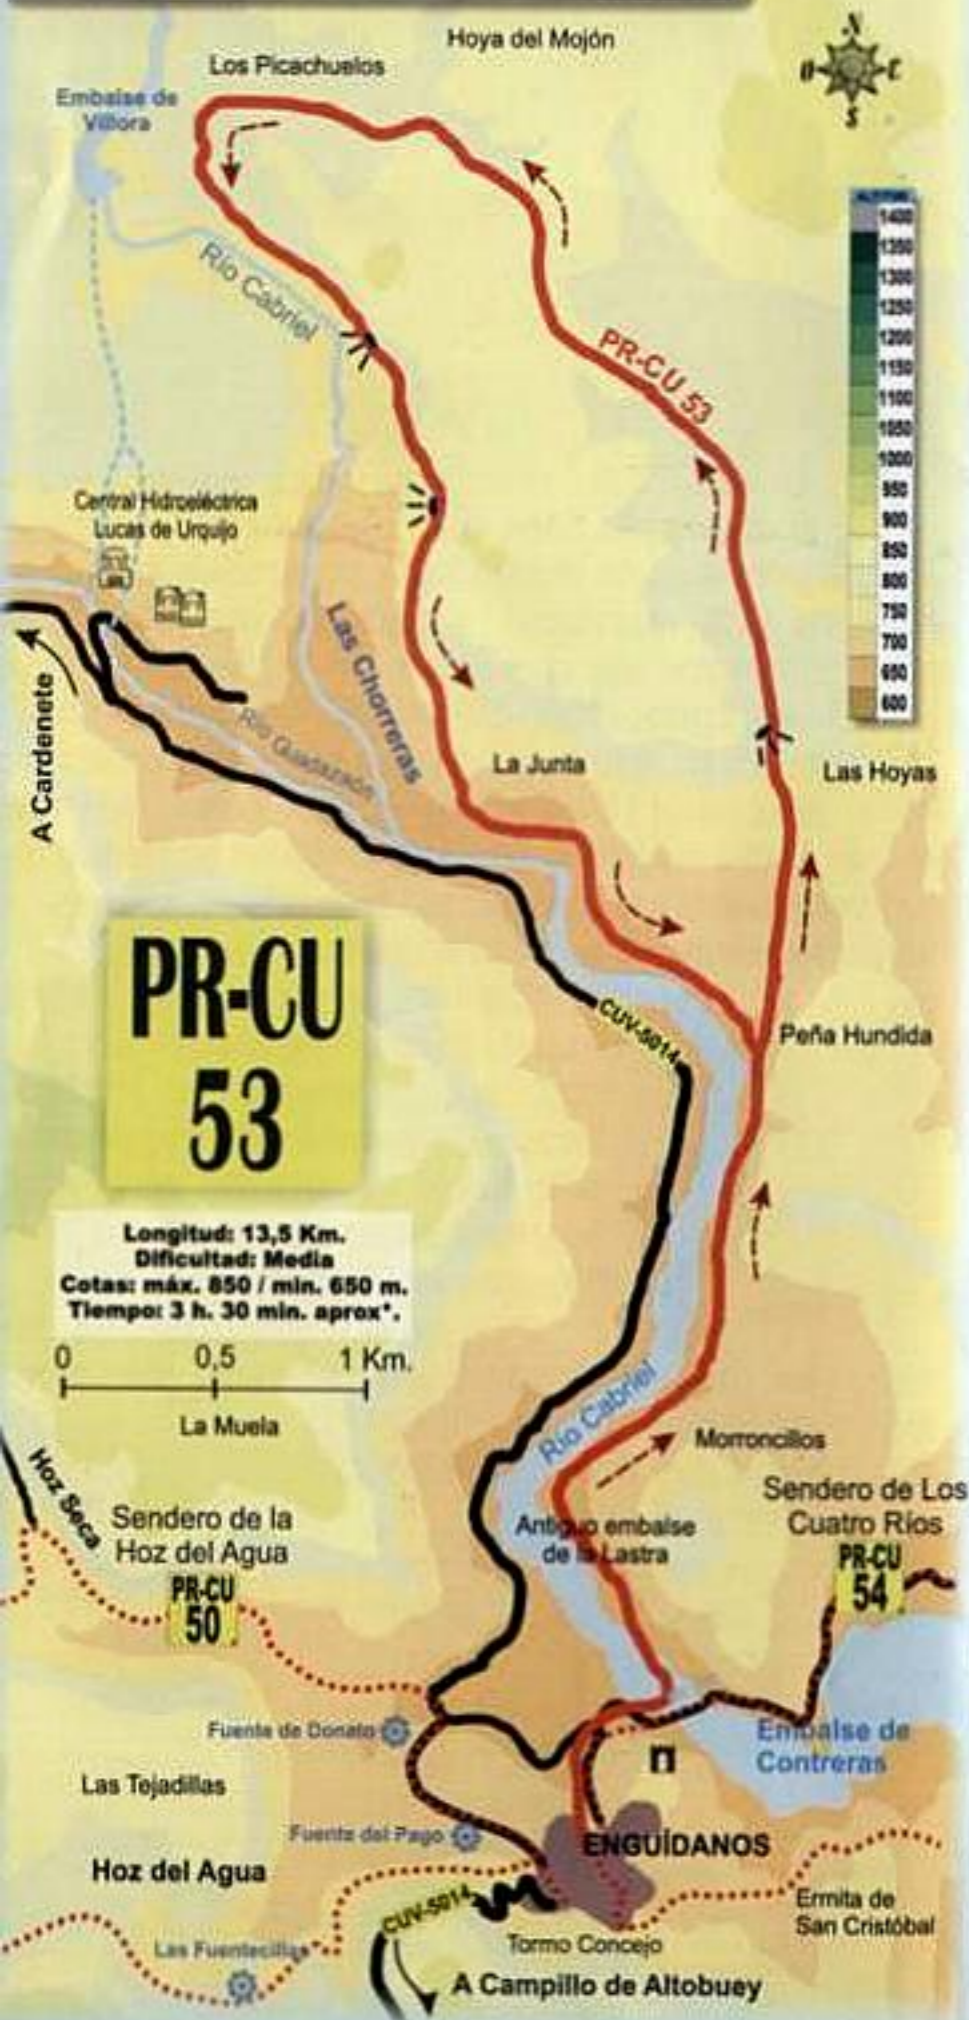 Hoya del Mojón
Los Picachuelos
N
O
E
S
Embalse de
Villora
ALTITUD
1400
1350
1300
1250
1200
1150
1100
1050
1000
950
900
850
800
750
700
650
600
Río Cabriel
PR-CU 53
Central Hidroeléctrica
Lucas de Urquijo
Las Chorreras
A Cardenete
Río Guadazaón
La Junta
Las Hoyas
PR-CU
53
CUV-5014
Peña Hundida
Longitud: 13,5 Km.
Dificultad: Media
Cotas: máx. 850 / min. 650 m.
Tiempo: 3 h. 30 min. aprox*.
0 0,5 1 Km.
La Muela
Río Cabriel
Morroncillos
Hoz Seca
Sendero de la
Hoz del Agua
PR-CU
50
Antiguo embalse
de la Lastra
Sendero de Los
Cuatro Ríos
PR-CU
54
Fuente de Donato
Embalse de
Contreras
Las Tejadillas
Fuente del Pago
ENGUÍDANOS
Hoz del Agua
CUV-5014
Ermita de
San Cristóbal
Las Fuentecillas
Tormo Concejo
A Campillo de Altobuey